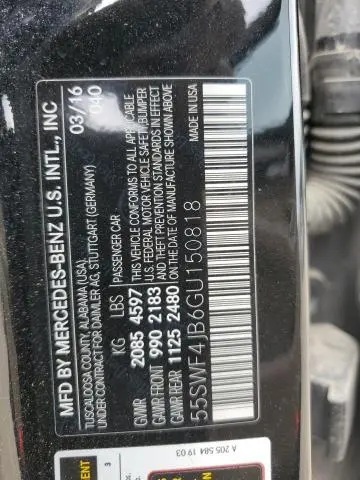 MFD BY MERCEDES-BENZ U.S. INTL., INC
TUSCALOOSA COUNTY, ALABAMA (USA)
UNDER CONTRACT FOR DAIMLER AG, STUTTGART (GERMANY)
03/16
040
KG LBS PASSENGER CAR
GVWR 2085 4597 THIS VEHICLE CONFORMS TO ALL APPLICABLE
GAWR FRONT 990 2183 U.S. FEDERAL MOTOR VEHICLE SAFETY, BUMPER
GAWR REAR 1125 2480 AND THEFT PREVENTION STANDARDS IN EFFECT
ON THE DATE OF MANUFACTURE SHOWN ABOVE
55SWF4JB6GU150818 MADE IN USA
A 205 584 19 03
3